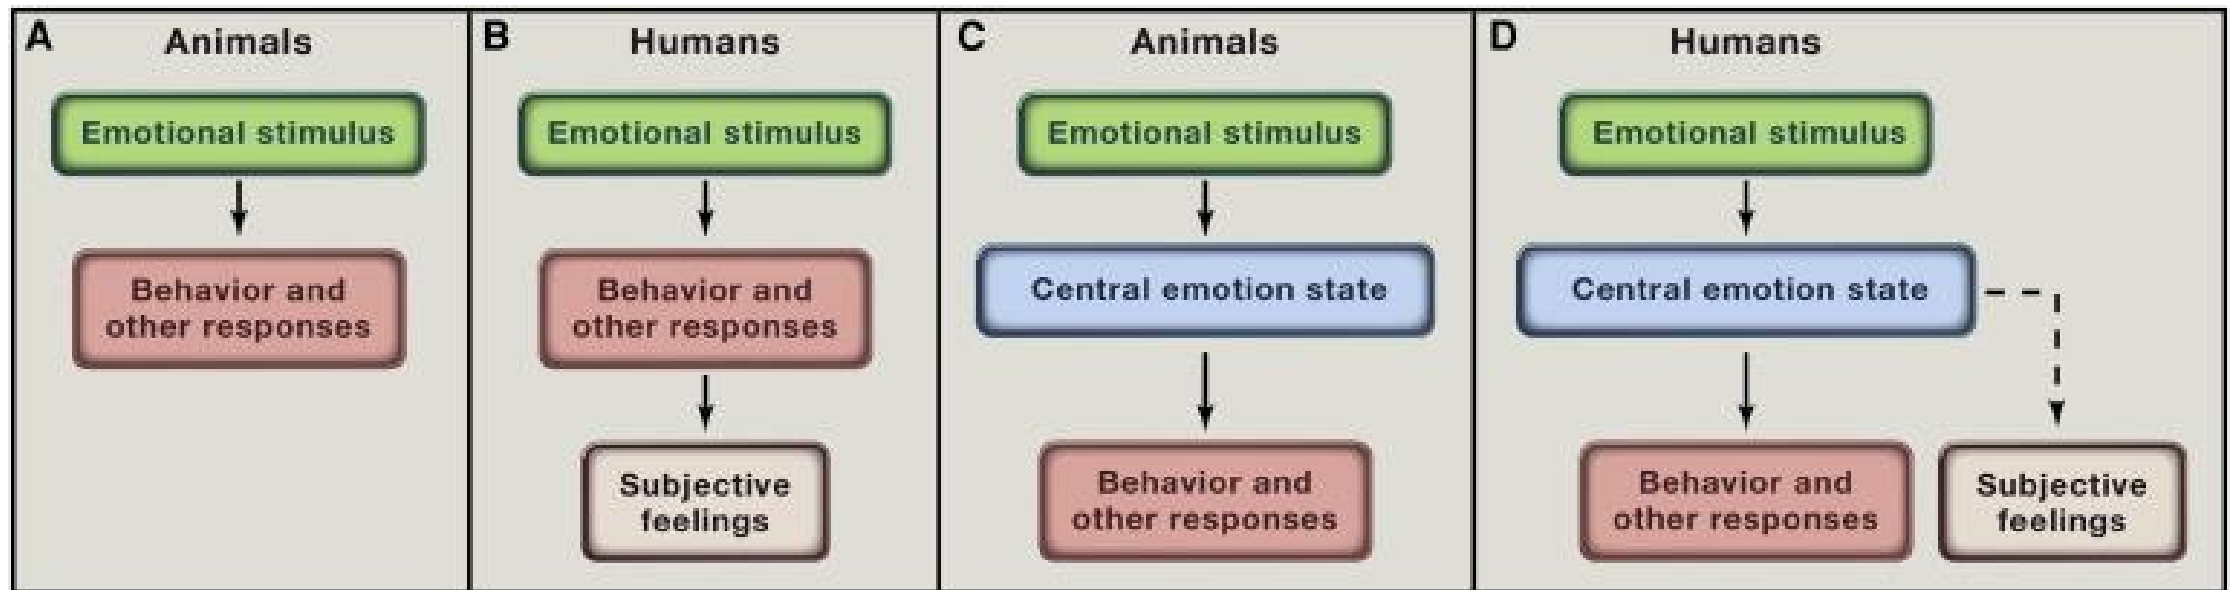 A
Animals
Emotional stimulus
Behavior and
other responses
B
Humans
Emotional stimulus
Behavior and
other responses
Subjective
feelings
C
Animals
Emotional stimulus
Central emotion state
Behavior and
other responses
D
Humans
Emotional stimulus
Central emotion state
Behavior and
other responses
Subjective
feelings